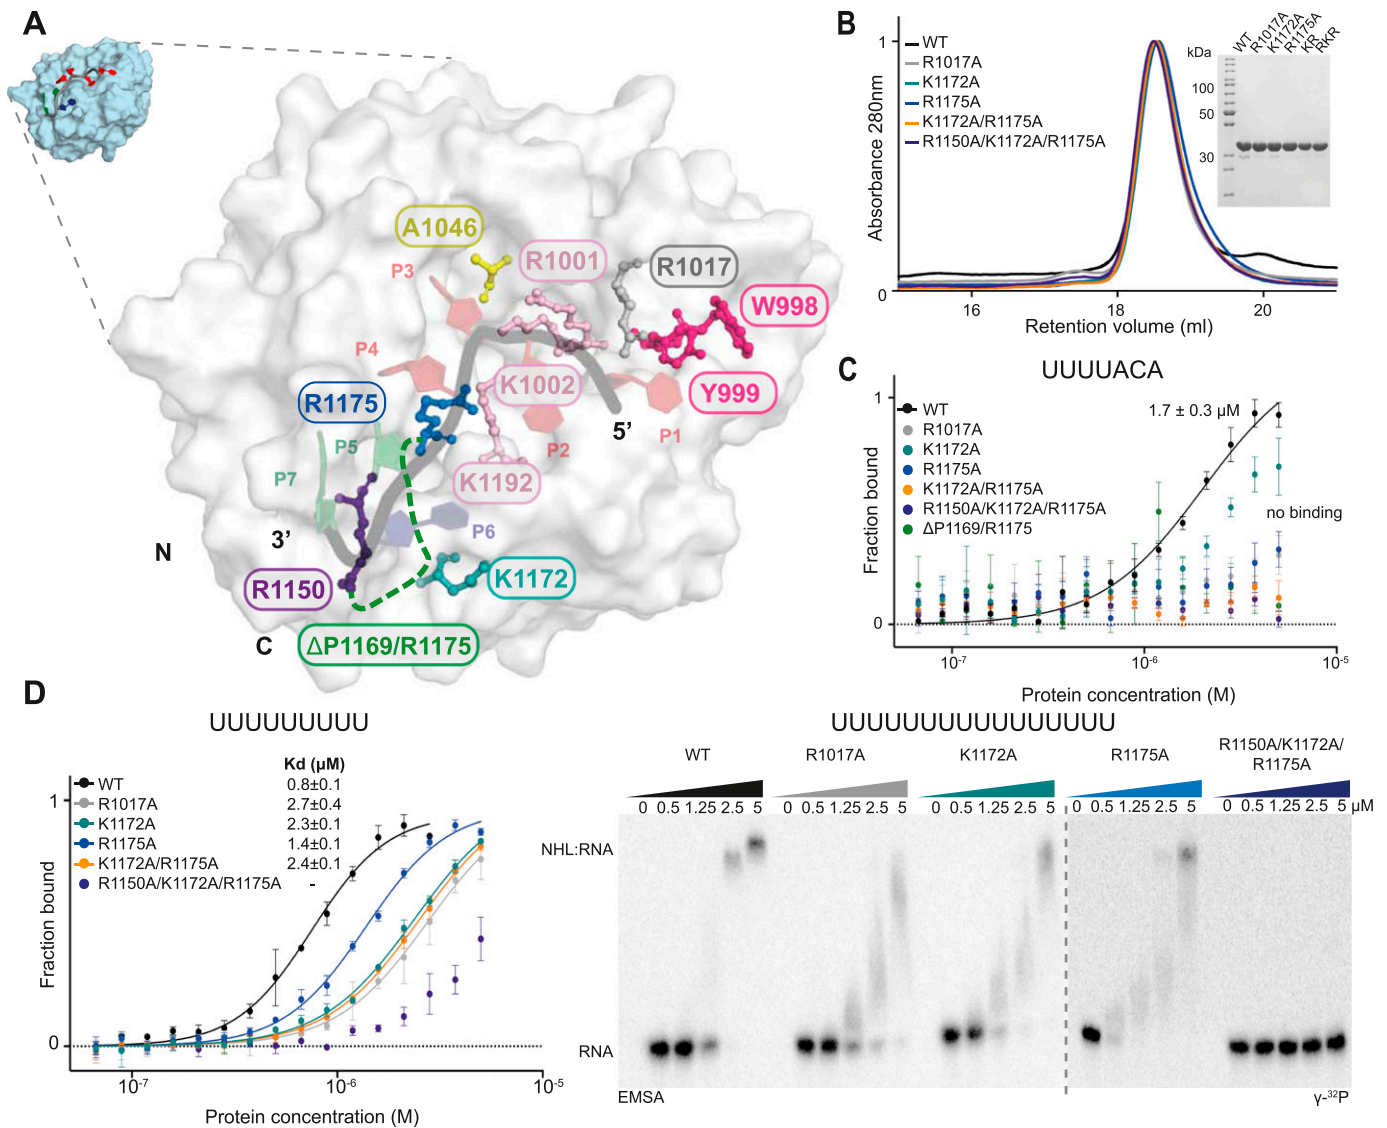 A
A1046
R1001
R1017
P3
W998
P4
K1002
Y999
R1175
5’
P1
P5
P2
P7
K1192
P6
3’
N
R1150
K1172
C
ΔP1169/R1175
B
1
WT
R1017A
K1172A
R1175A
K1172A/R1175A
R1150A/K1172A/R1175A
Absorbance 280nm
0
16
18
20
Retention volume (ml)
kDa
WT
R1017A
K1172A
R1175A
KR
RKR
100
50
30
C
UUUUACA
1
WT
R1017A
K1172A
R1175A
K1172A/R1175A
R1150A/K1172A/R1175A
ΔP1169/R1175
1.7 ± 0.3 µM
no binding
Fraction bound
0
10-7
10-6
10-5
Protein concentration (M)
D
UUUUUUUUU
Kd (µM)
WT 0.8±0.1
R1017A 2.7±0.4
K1172A 2.3±0.1
R1175A 1.4±0.1
K1172A/R1175A 2.4±0.1
R1150A/K1172A/R1175A -
1
Fraction bound
0
10-7
10-6
10-5
Protein concentration (M)
UUUUUUUUUUUUUUUU
WT
R1017A
K1172A
R1175A
R1150A/K1172A/
R1175A
0 0.5 1.25 2.5 5
0 0.5 1.25 2.5 5
0 0.5 1.25 2.5 5
0 0.5 1.25 2.5 5
0 0.5 1.25 2.5 5 µM
NHL:RNA
RNA
EMSA
γ-32P